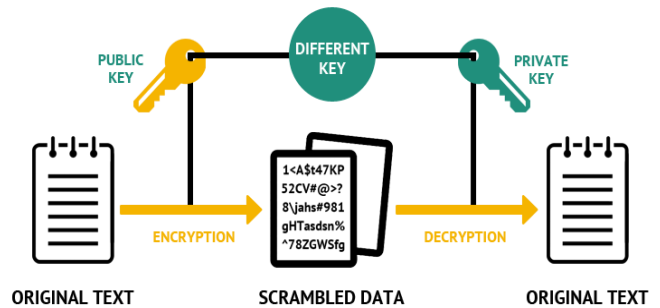 DIFFERENT
KEY
PUBLIC
KEY
PRIVATE
KEY
1<A$t47KP
52CV#@>?
8\jahs#981
gHTasdsn%
^78ZGWSfg
ENCRYPTION
DECRYPTION
ORIGINAL TEXT
SCRAMBLED DATA
ORIGINAL TEXT